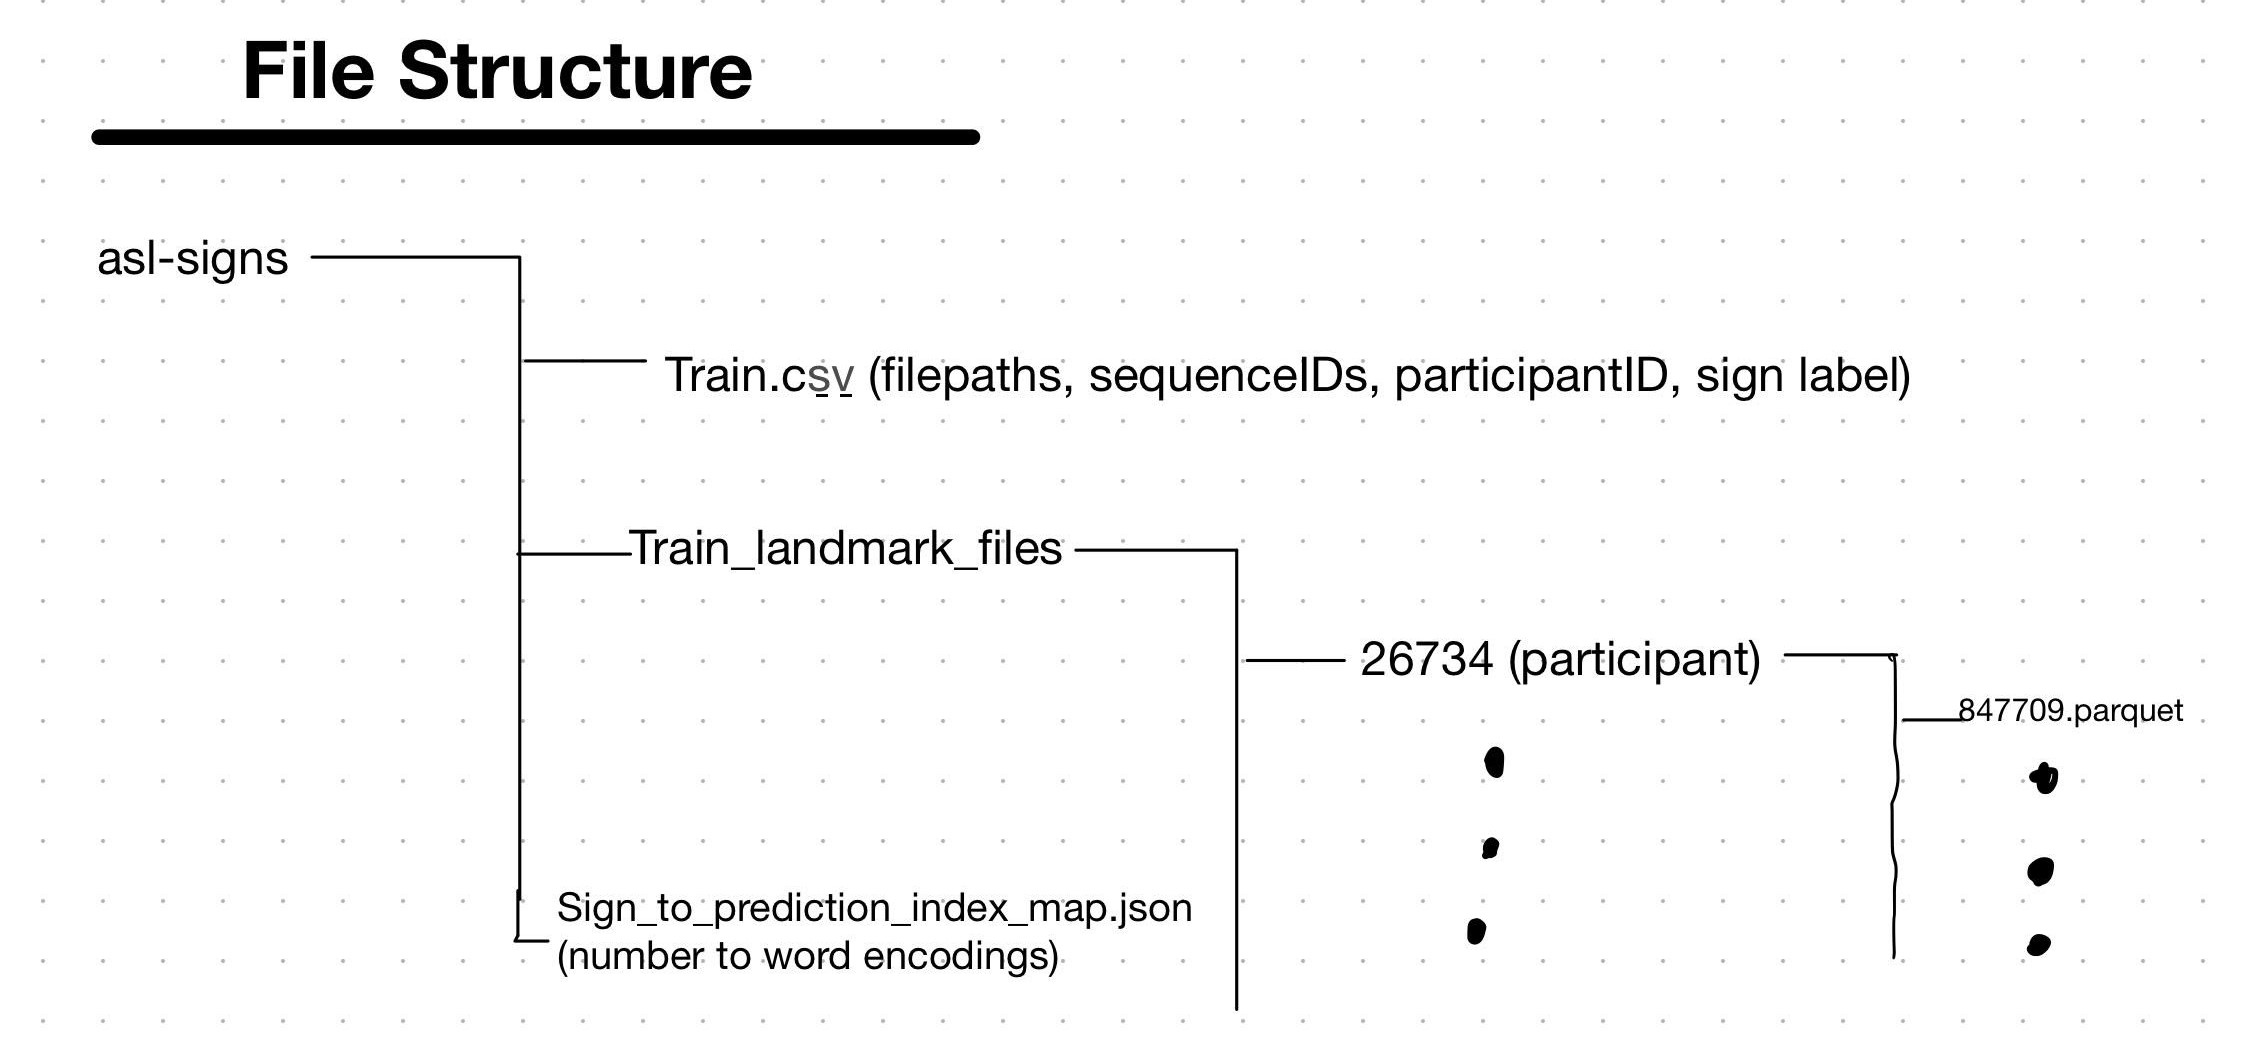 File Structure
asl-signs
Train.csv (filepaths, sequenceIDs, participantID, sign label)
Train_landmark_files
26734 (participant)
847709.parquet
Sign_to_prediction_index_map.json
(number to word encodings)